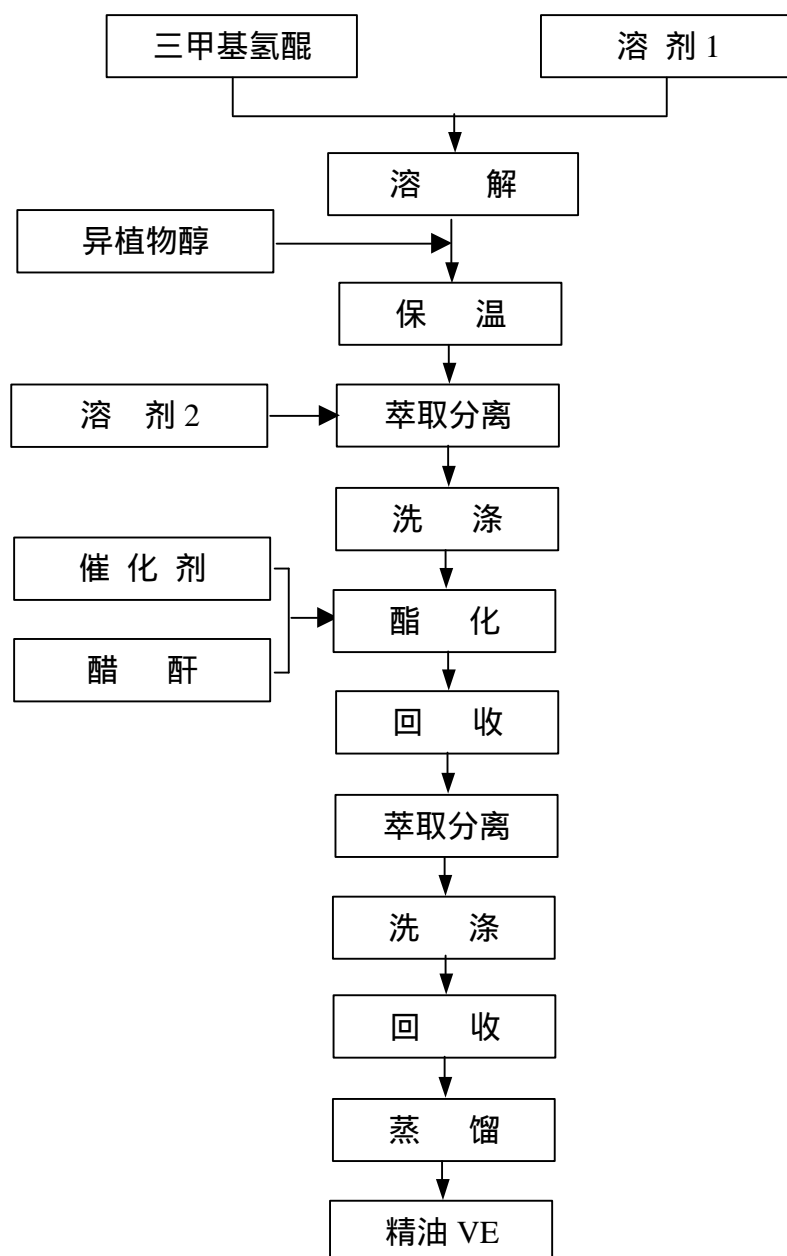 三甲基氢醌
溶 剂 1
溶 解
异植物醇
保 温
溶 剂 2
萃取分离
洗 涤
催 化 剂
酯 化
醋 酐
回 收
萃取分离
洗 涤
回 收
蒸 馏
精油 VE